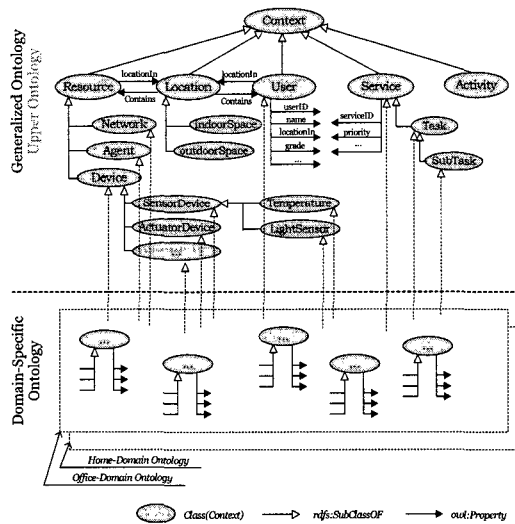 Context
Generalized Ontology
Upper Ontology
Resource
locationIn
Contains
Location
locationIn
Contains
User
Service
Activity
Network
Agent
Device
IndoorSpace
outdoorSpace
userID
name
locationIn
grade
...
serviceID
priority
...
Task
SubTask
SensorDevice
ActuatorDevice
...
Temperature
LightSensor
Domain-Specific
Ontology
...
...
...
...
...
Home-Domain Ontology
Office-Domain Ontology
Class(Context)
rdfs:SubClassOF
owl:Property